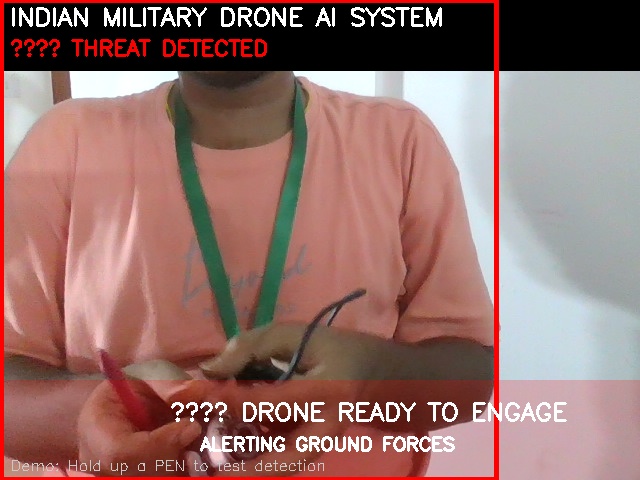 INDIAN MILITARY DRONE AI SYSTEM
???? THREAT DETECTED
???? DRONE READY TO ENGAGE
ALERTING GROUND FORCES
Demo: Hold up a PEN to test detection